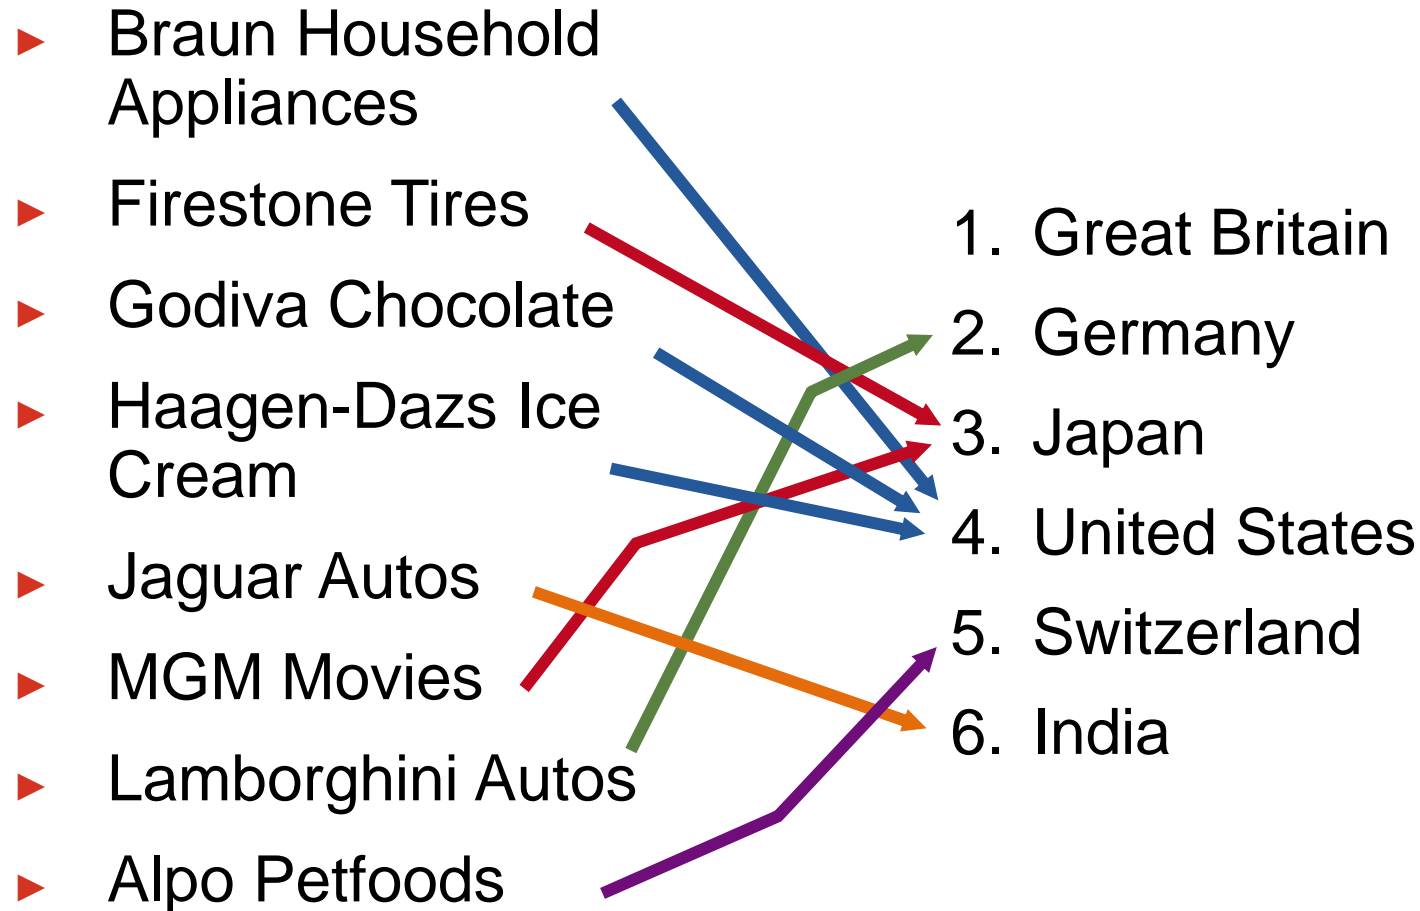 Braun Household
Appliances
Firestone Tires
Godiva Chocolate
Haagen-Dazs Ice
Cream
Jaguar Autos
MGM Movies
Lamborghini Autos
Alpo Petfoods
1. Great Britain
2. Germany
3. Japan
4. United States
5. Switzerland
6. India